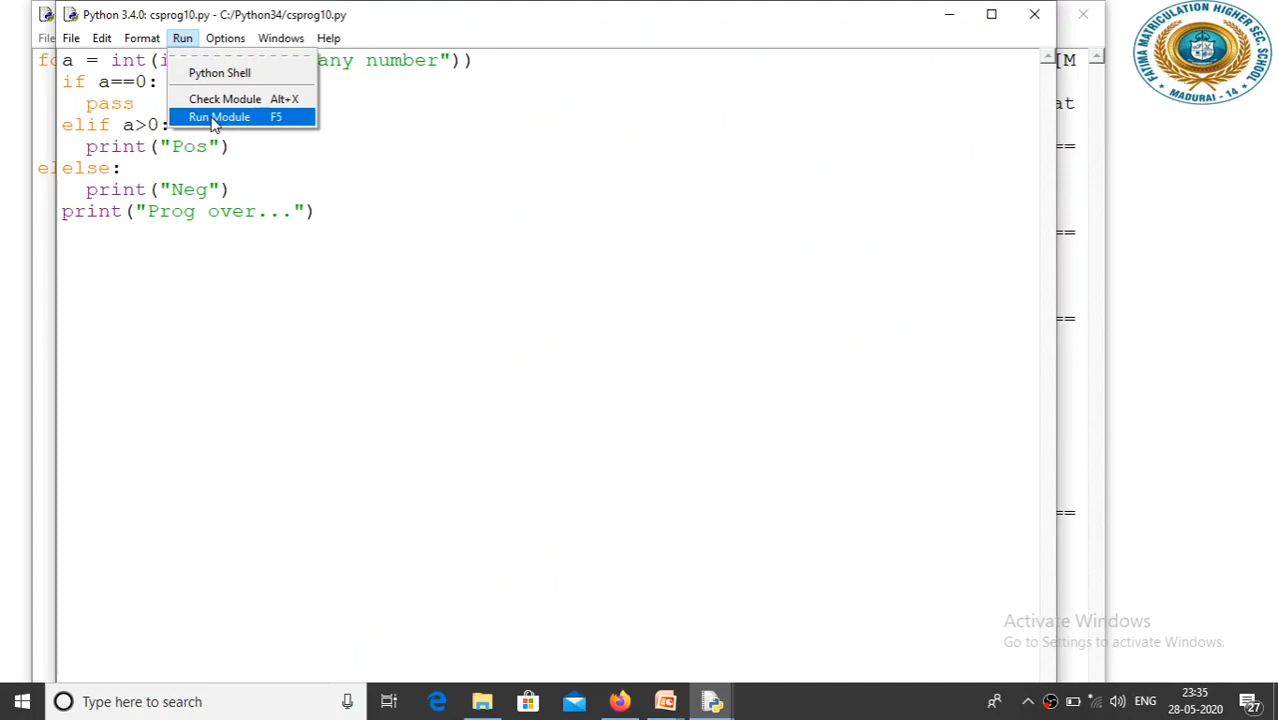 Python 3.4.0: csprog10.py - C:/Python34/csprog10.py
File File Edit Format Run Options Windows Help
a = int( any number"))
if a==0:
pass
elif a>0:
print("Pos")
else:
print("Neg")
print("Prog over...")
Python Shell
Check Module Alt+X
Run Module F5
[M
at
==
==
==
==
FATIMA MATRICULATION HIGHER SEC. SCHOOL
MADURAI - 14
Activate Windows
Go to Settings to activate Windows.
Type here to search
ENG
23:35
28-05-2020
27